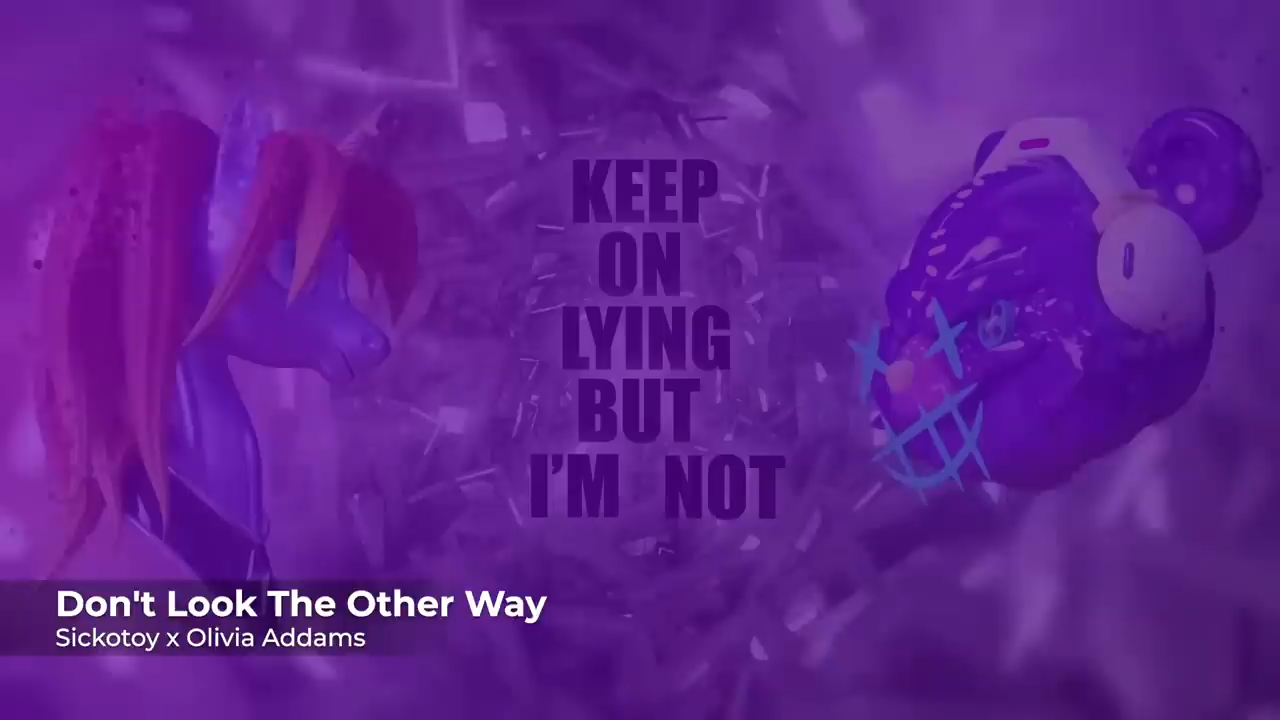 KEEP
ON
LYING
BUT
I'M NOT
Don't Look The Other Way
Sickotoy x Olivia Addams